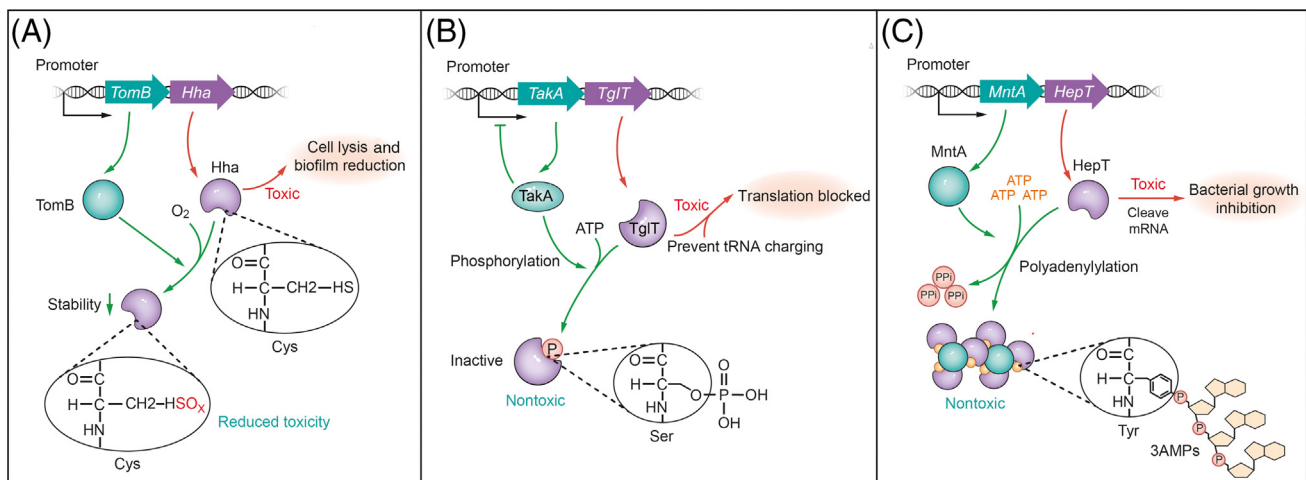 (A)
Promoter
TomB
Hha
Cell lysis and
biofilm reduction
Hha
Toxic
TomB
O2
O
C
H
C
CH2
HS
HN
Cys
Stability
O
C
H
C
CH2
HSOX
HN
Cys
Reduced toxicity
(B)
Promoter
TakA
TglT
TakA
Toxic
Translation blocked
TglT
ATP
Prevent tRNA charging
Phosphorylation
P
Inactive
Nontoxic
O
C
H
C
O
P
OH
HN
O
OH
Ser
(C)
Promoter
MntA
HepT
MntA
HepT
ATP
ATP ATP
Toxic
Cleave
mRNA
Bacterial growth
inhibition
Polyadenylylation
PPi
PPi
PPi
Nontoxic
O
C
H
C
HN
Tyr
P
P
P
3AMPs